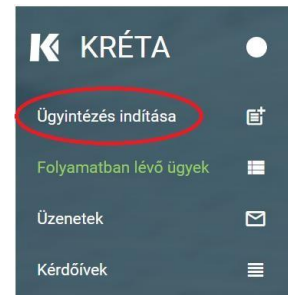 KRÉTA
Ügyintézés indítása
Folyamatban lévő ügyek
Üzenetek
Kérdőívek